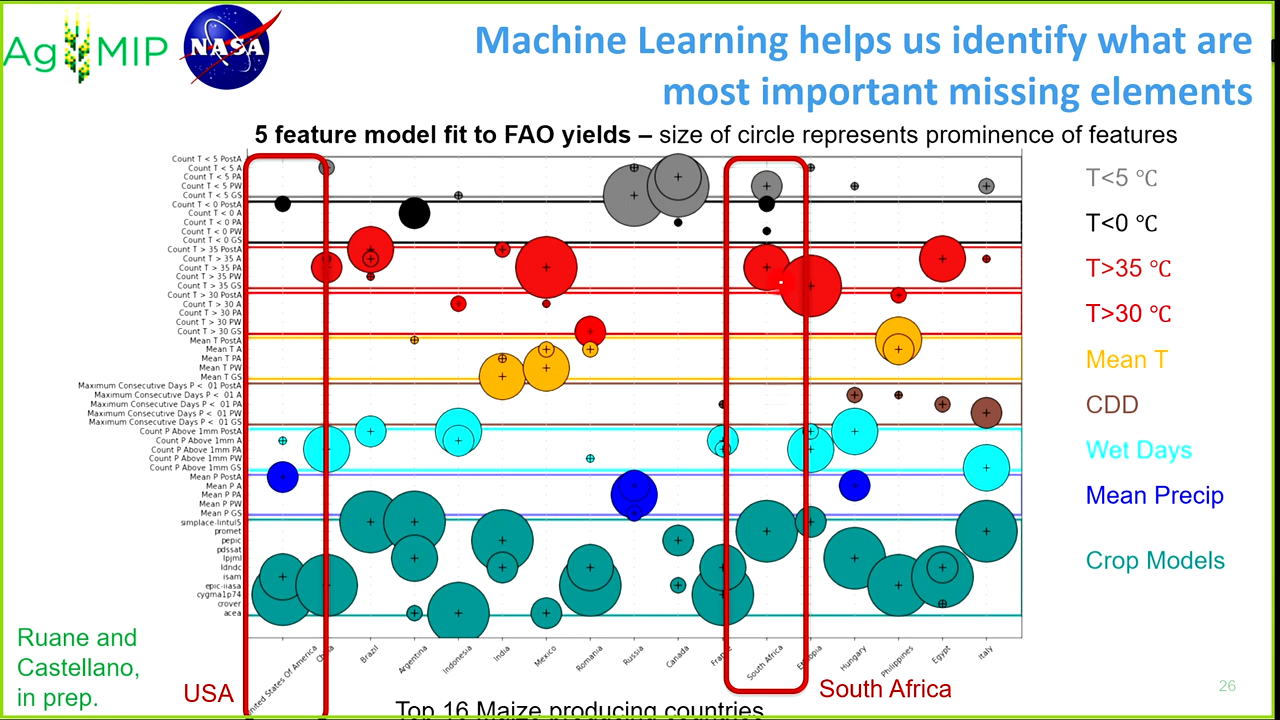 AgMIP
NASA
Machine Learning helps us identify what are
most important missing elements
5 feature model fit to FAO yields – size of circle represents prominence of features
Count T < 5 PostA
Count T < 5 A
Count T < 5 PA
Count T < 5 PW
Count T < 5 GS
Count T < 0 PostA
Count T < 0 A
Count T < 0 PA
Count T < 0 PW
Count T < 0 GS
Count T > 35 PostA
Count T > 35 A
Count T > 35 PA
Count T > 35 PW
Count T > 35 GS
Count T > 30 PostA
Count T > 30 A
Count T > 30 PA
Count T > 30 PW
Count T > 30 GS
Mean T PostA
Mean T A
Mean T PA
Mean T PW
Mean T GS
Maximum Consecutive Days P < 01 PostA
Maximum Consecutive Days P < 01 A
Maximum Consecutive Days P < 01 PA
Maximum Consecutive Days P < 01 PW
Maximum Consecutive Days P < 01 GS
Count P Above 1mm PostA
Count P Above 1mm A
Count P Above 1mm PA
Count P Above 1mm PW
Count P Above 1mm GS
Mean P PostA
Mean P A
Mean P PA
Mean P PW
Mean P GS
simplace-lintul5
promet
pepic
pdssat
lpjml
ldndc
isam
epic-iiasa
cygma1p74
crover
acea
T<5 ℃
T<0 ℃
T>35 ℃
T>30 ℃
Mean T
CDD
Wet Days
Mean Precip
Crop Models
United States Of America
China
Brazil
Argentina
Indonesia
India
Mexico
Romania
Russia
Canada
France
South Africa
Ethiopia
Hungary
Philippines
Egypt
Italy
Ruane and
Castellano,
in prep.
USA
South Africa
26
Top 16 Maize producing countries